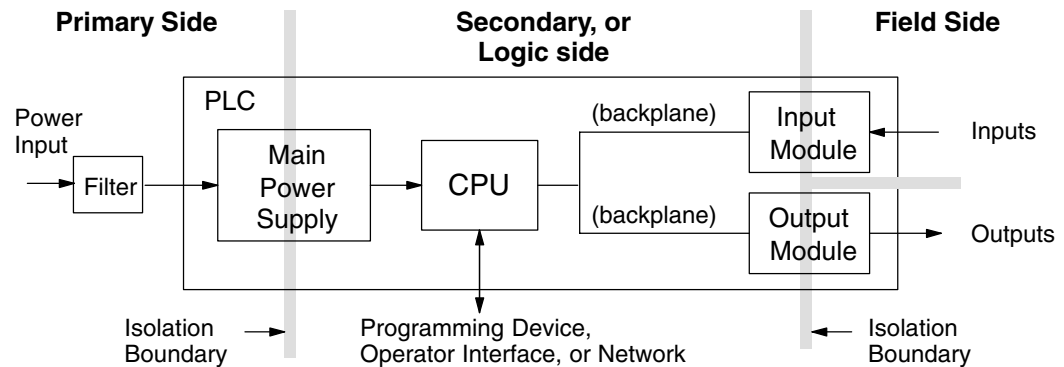 Primary Side
Secondary, or
Logic side
Field Side
PLC
Power
Input
Filter
Main
Power
Supply
CPU
(backplane)
Input
Module
Inputs
(backplane)
Output
Module
Outputs
Isolation
Boundary
Programming Device,
Operator Interface, or Network
Isolation
Boundary